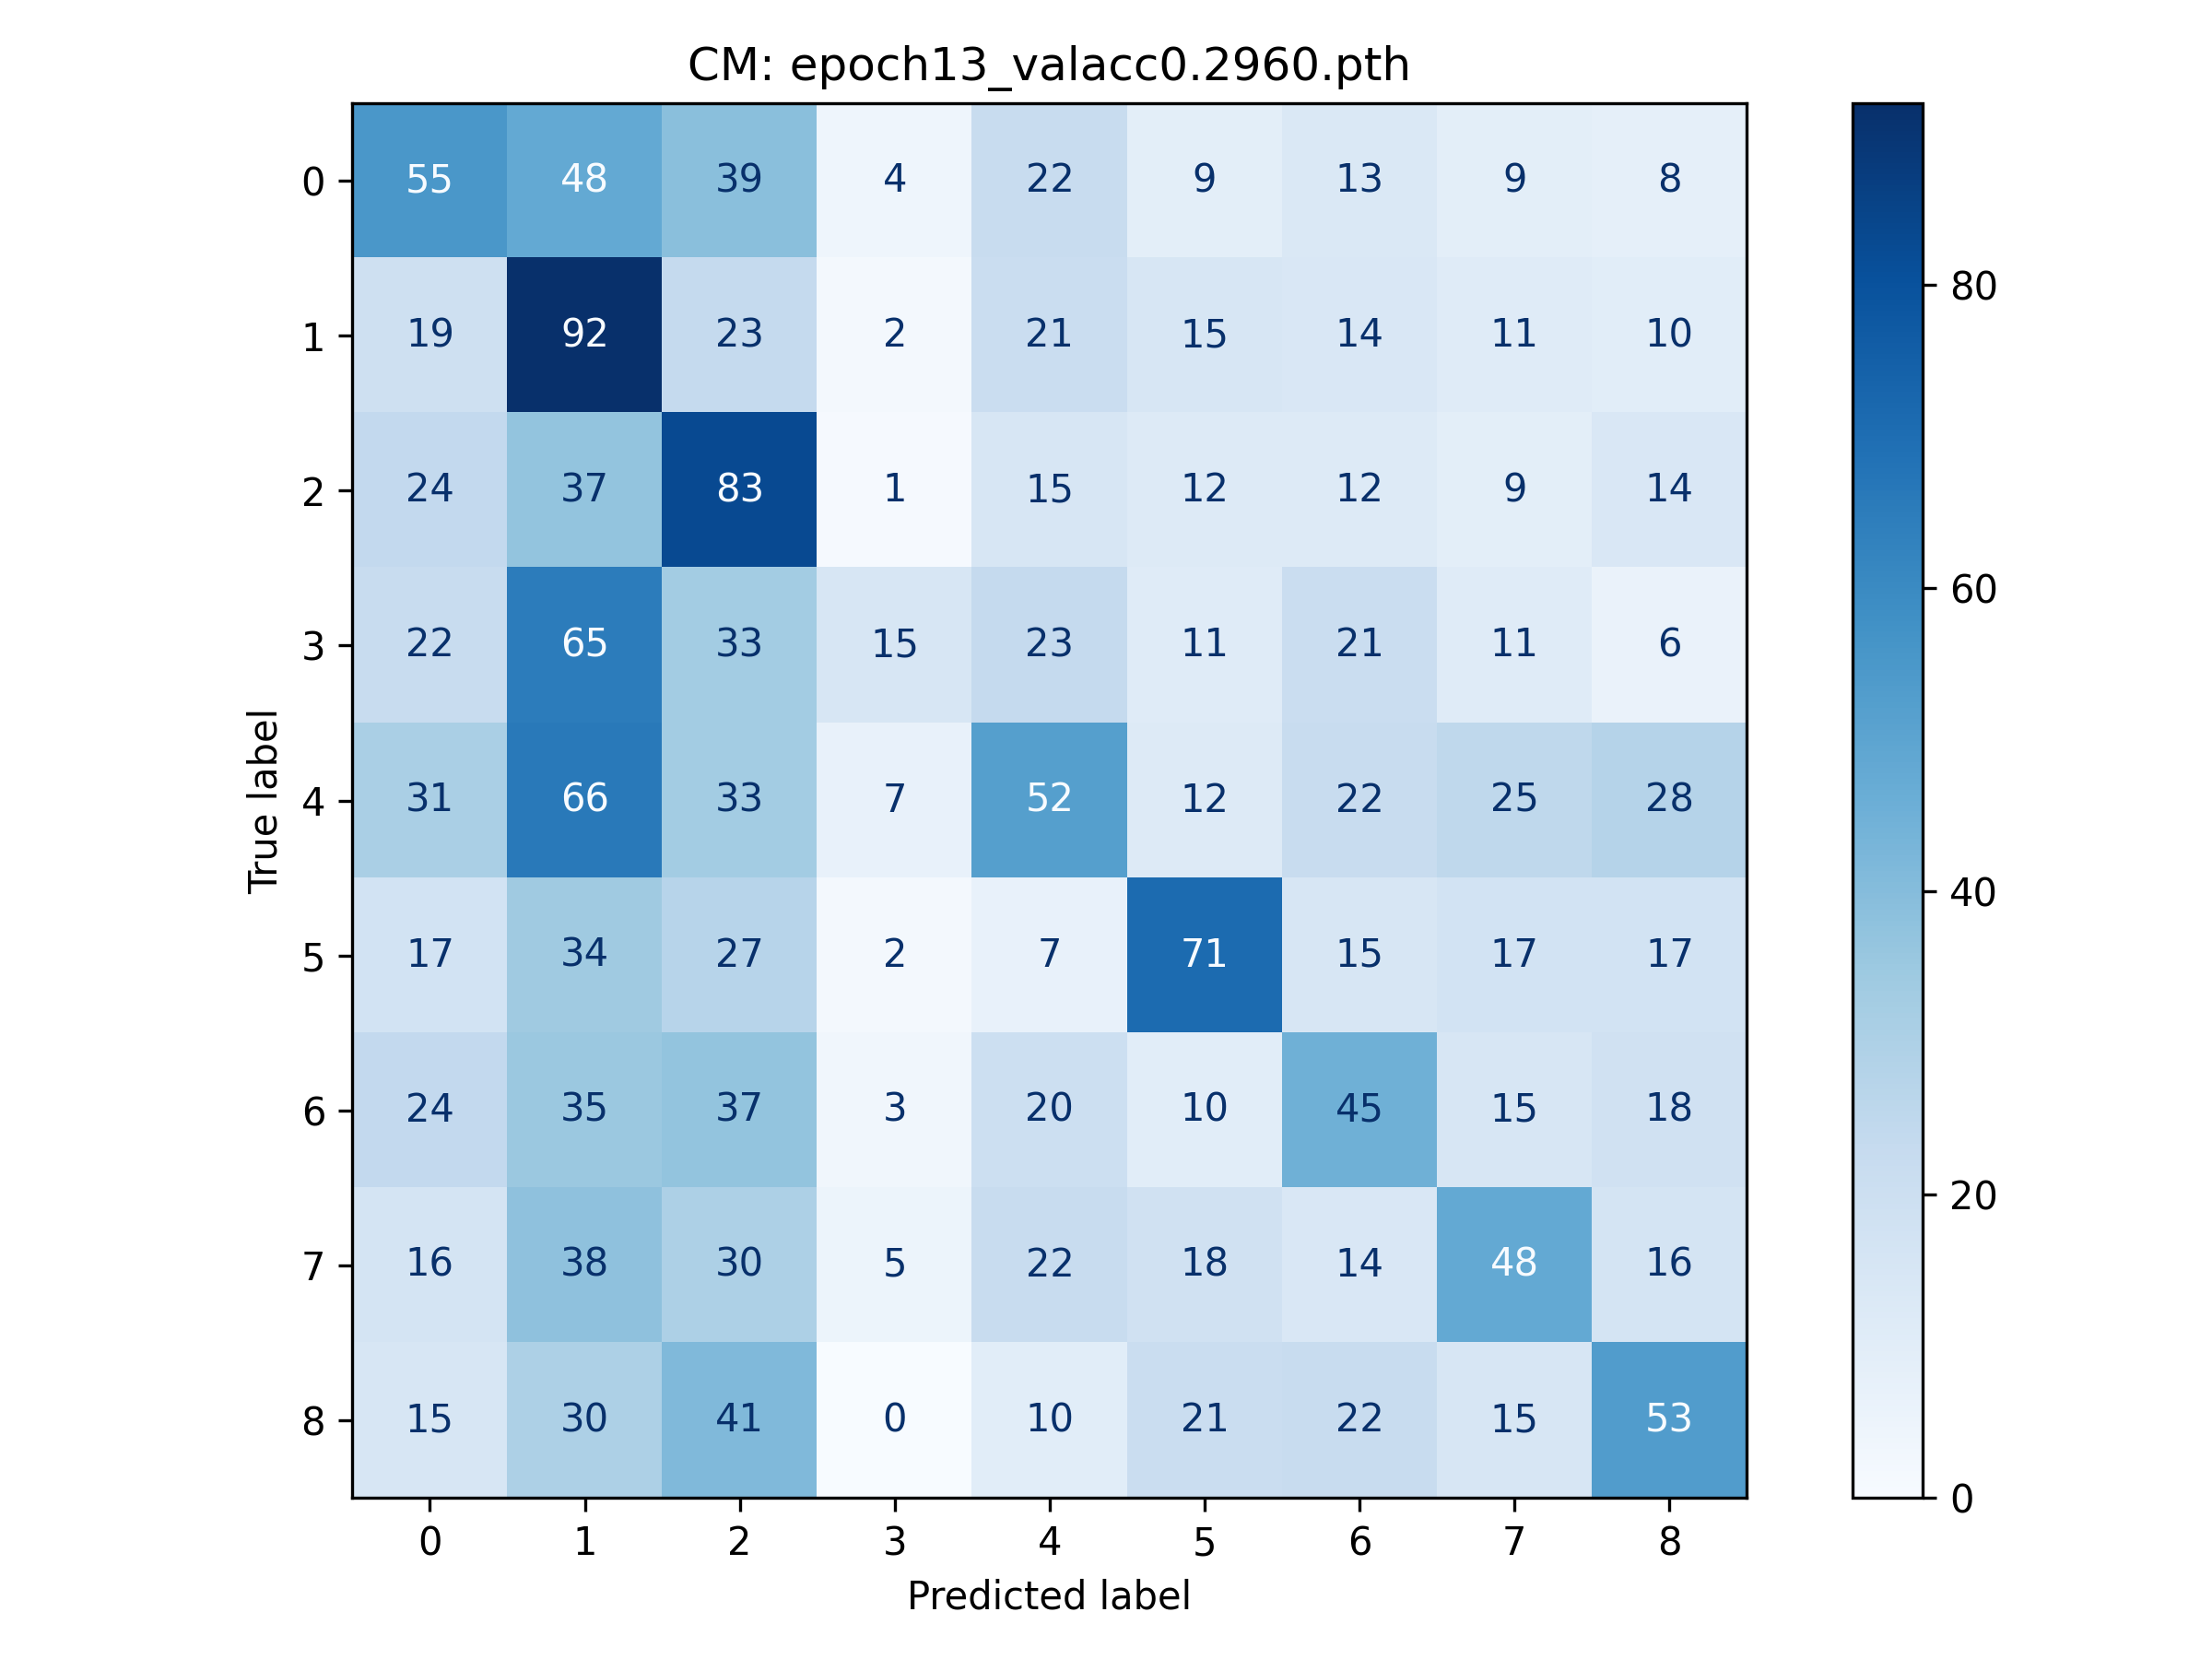 CM: epoch13_valacc0.2960.pth
0 55 48 39 4 22 9 13 9 8
1 19 92 23 2 21 15 14 11 10
2 24 37 83 1 15 12 12 9 14
3 22 65 33 15 23 11 21 11 6
4 31 66 33 7 52 12 22 25 28
5 17 34 27 2 7 71 15 17 17
6 24 35 37 3 20 10 45 15 18
7 16 38 30 5 22 18 14 48 16
8 15 30 41 0 10 21 22 15 53
0 1 2 3 4 5 6 7 8
Predicted label
True label
80
60
40
20
0